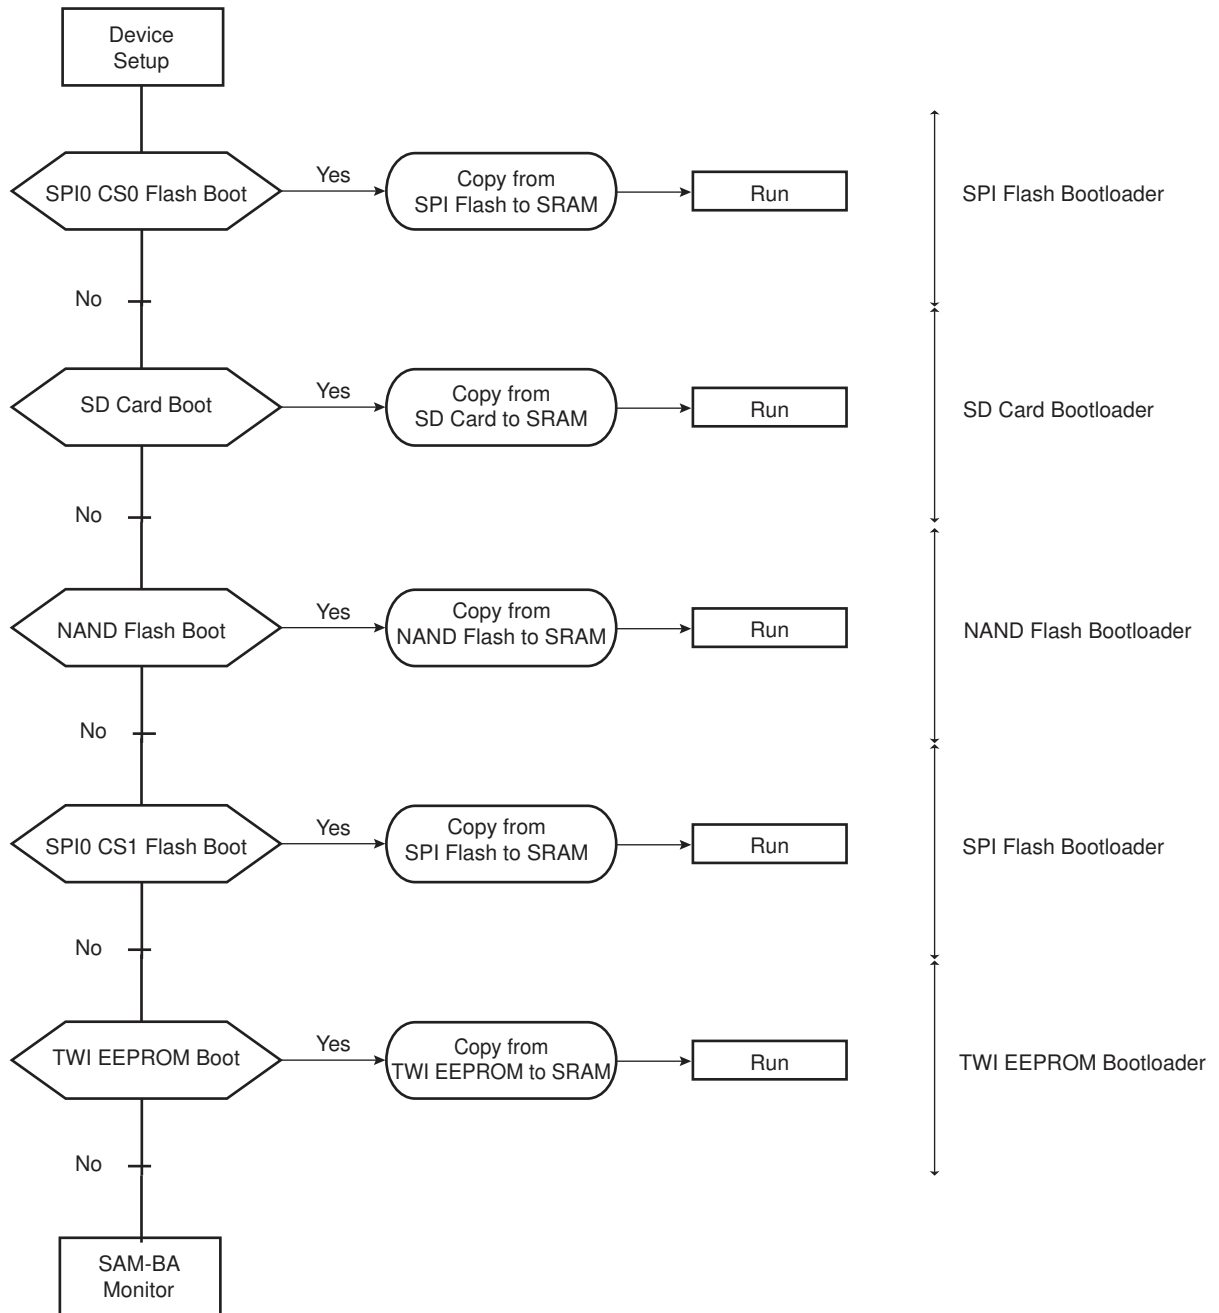 Device
Setup
SPI0 CS0 Flash Boot
Yes
Copy from
SPI Flash to SRAM
Run
SPI Flash Bootloader
No
SD Card Boot
Yes
Copy from
SD Card to SRAM
Run
SD Card Bootloader
No
NAND Flash Boot
Yes
Copy from
NAND Flash to SRAM
Run
NAND Flash Bootloader
No
SPI0 CS1 Flash Boot
Yes
Copy from
SPI Flash to SRAM
Run
SPI Flash Bootloader
No
TWI EEPROM Boot
Yes
Copy from
TWI EEPROM to SRAM
Run
TWI EEPROM Bootloader
No
SAM-BA
Monitor